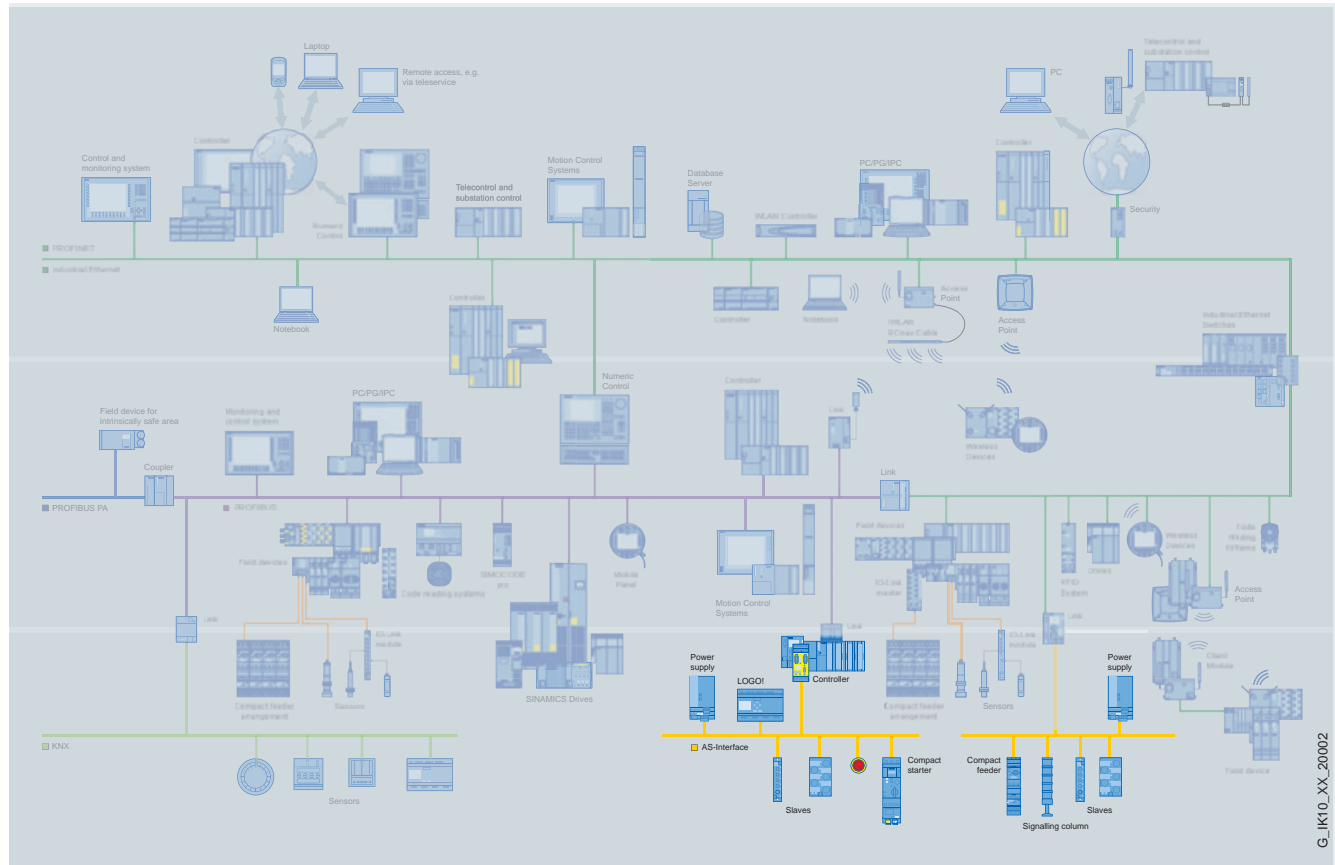 Laptop
Remote access, e.g.
via teleservice
PC
Telecontrol and
substation control
Controller
Control and
monitoring system
Telecontrol and
substation control
Numeric
Control
Motion Control
Systems
Database
Server
WLAN Controller
PC/PG/IPC
Controller
Security
PROFINET
Industrial Ethernet
Notebook
Controller
Controller
Notebook
Access
Point
Access
Point
Industrial Ethernet
Switches
Field device for
intrinsically safe area
Coupler
Monitoring and
control system
PC/PG/IPC
Numeric
Control
Controller
Link
Wireless
Devices
Link
PROFIBUS PA
PROFIBUS
Field devices
Code reading systems
SIMOCODE
pro
Mobile
Panel
Motion Control
Systems
Field devices
IO-Link
master
RFID
System
Drives
Wireless
Devices
Access
Point
Link
IO-Link
module
Compact feeder
arrangement
Sensors
SINAMICS Drives
Link
IO-Link
module
Compact feeder
arrangement
Sensors
Link
Client
Module
Power
supply
LOGO!
Controller
Power
supply
KNX
Sensors
AS-Interface
Slaves
Compact
starter
Compact
feeder
Signalling column
Slaves
Field device
G_IK10_XX_20002